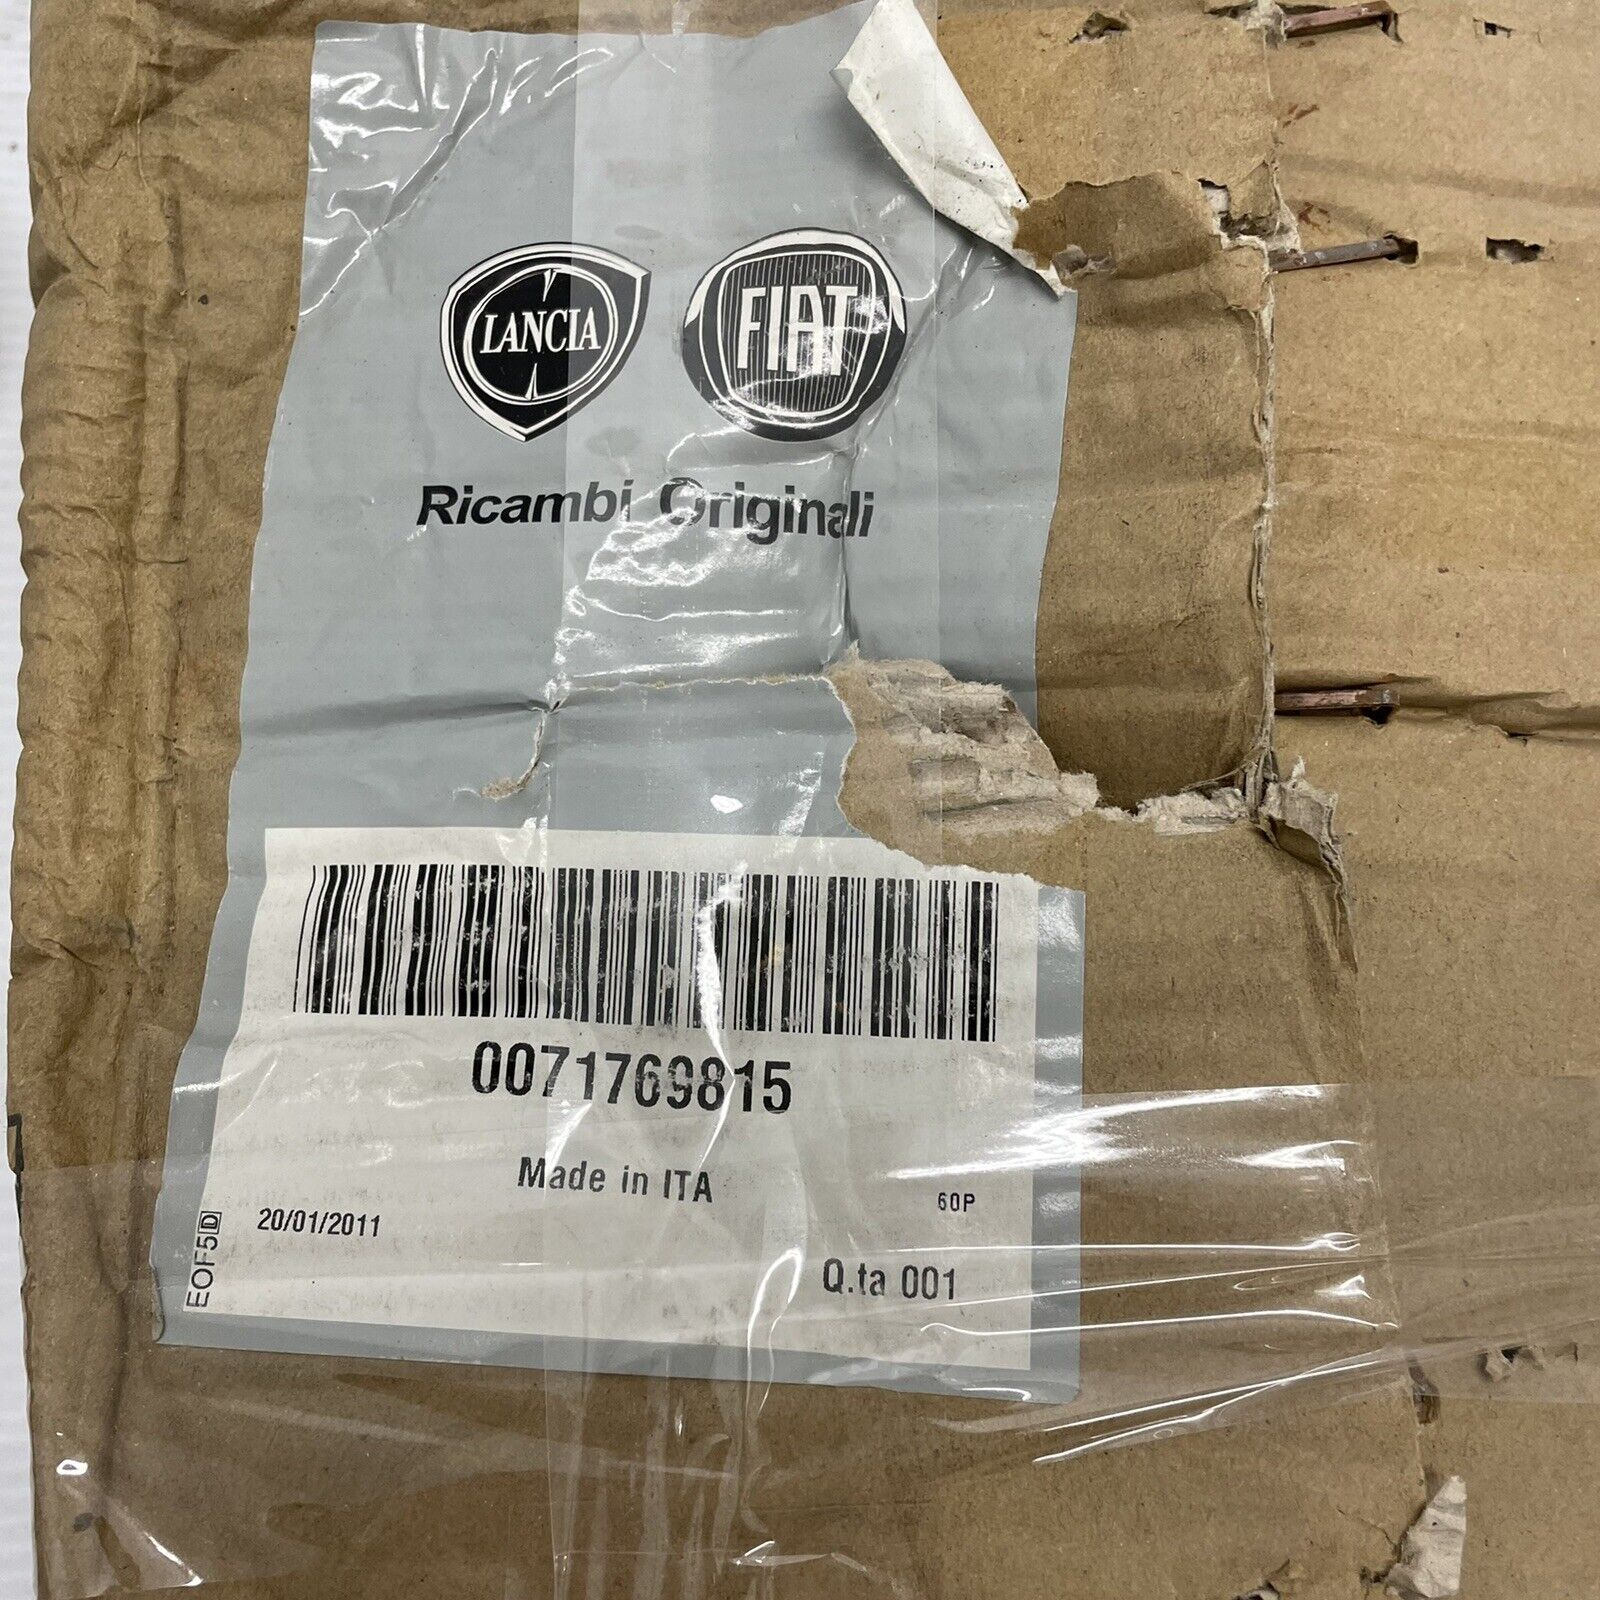 LANCIA FIAT
Ricambi Originali
0071769815
Made in ITA
60P
20/01/2011
EOF5D
Q.ta 001